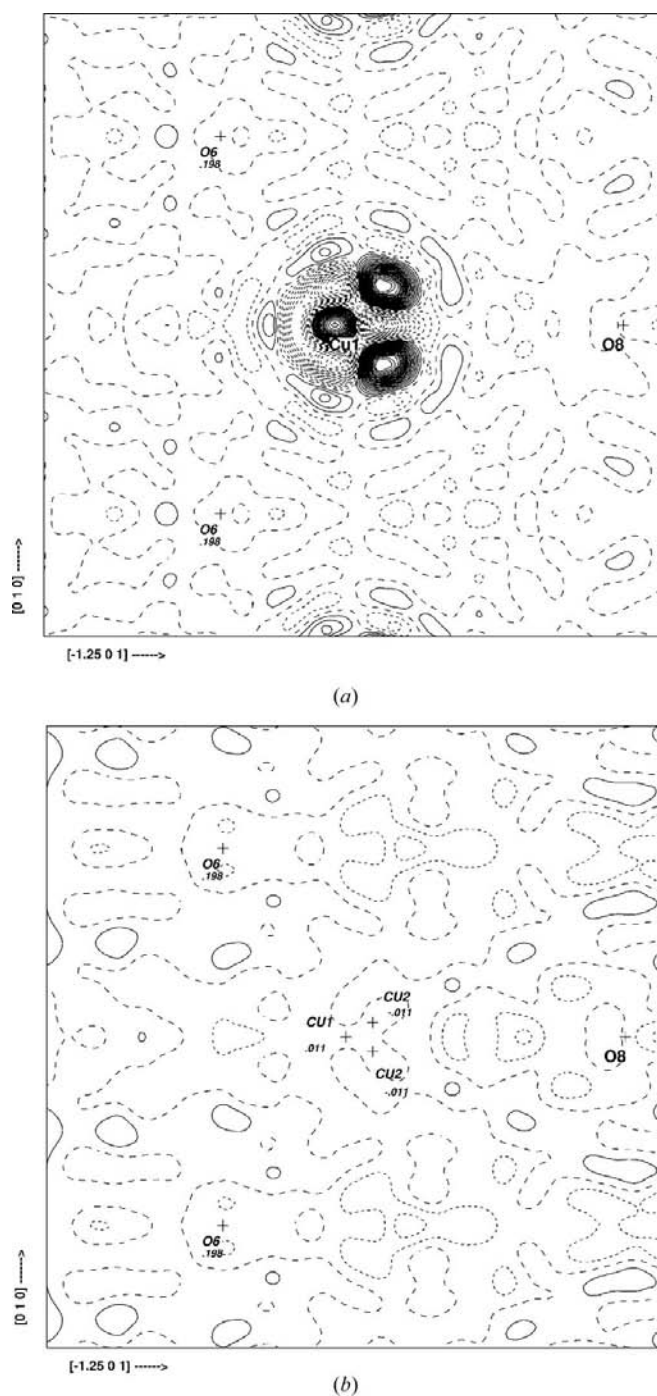 O6
.198
Cu1
O8
O6
.198
[0 1 0] ------>
[-1.25 0 1] ------>
(a)
O6
.198
CU2
-.011
CU1
.011
O8
CU2
-.011
O6
.198
[0 1 0] ------>
[-1.25 0 1] ------>
(b)